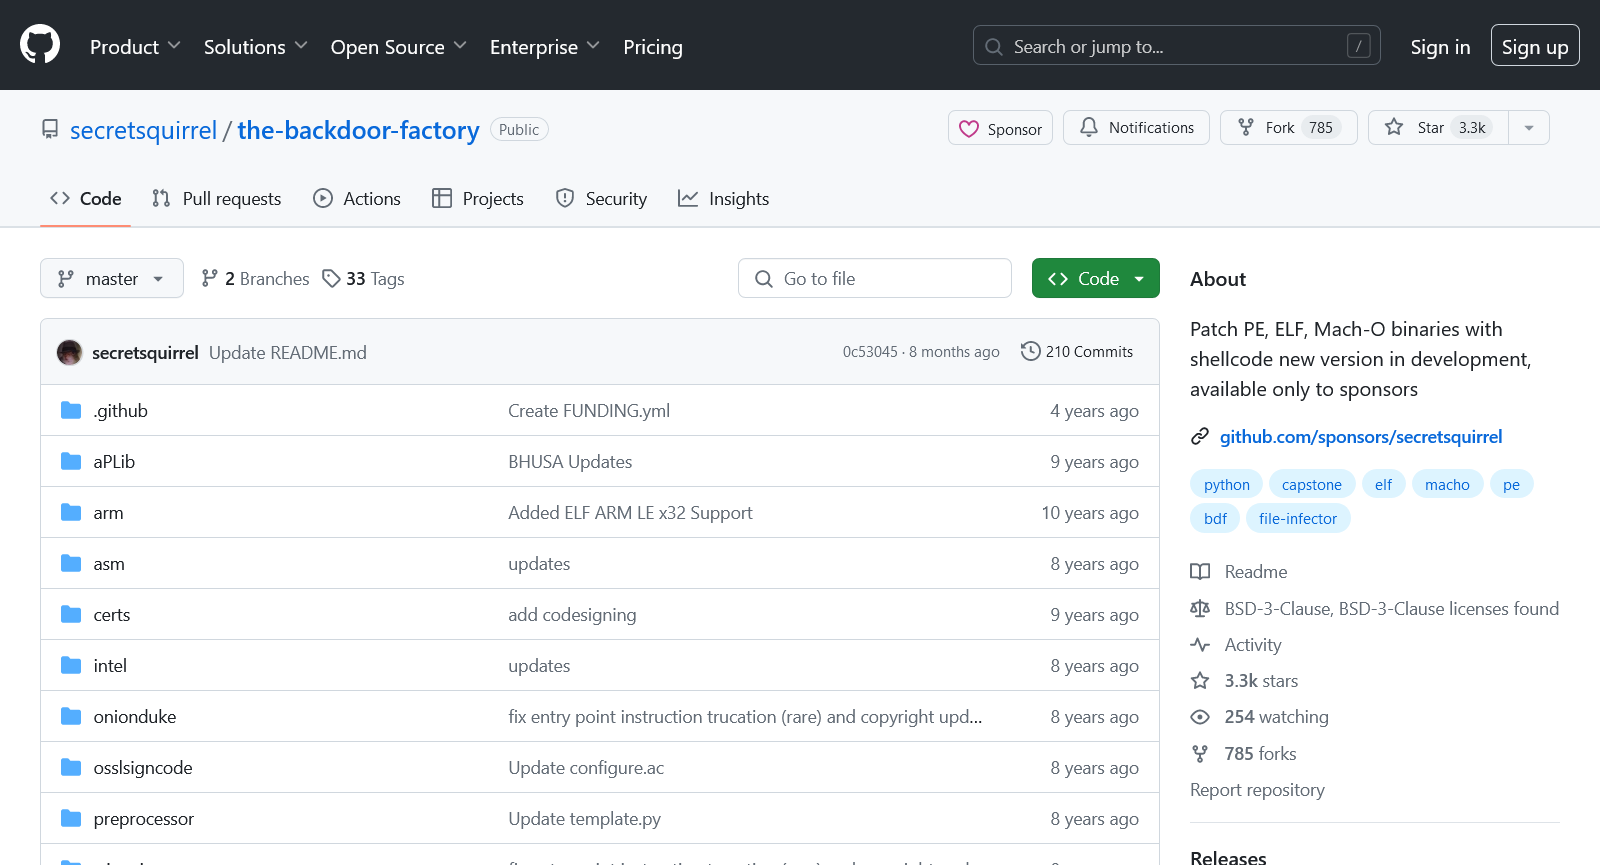 Product Solutions Open Source Enterprise Pricing Search or jump to... / Sign in Sign up
secretsquirrel / the-backdoor-factory Public Sponsor Notifications Fork 785 Star 3.3k
Code Pull requests Actions Projects Security Insights
master 2 Branches 33 Tags Go to file Code
secretsquirrel Update README.md 0c53045 · 8 months ago 210 Commits
.github Create FUNDING.yml 4 years ago
aPLib BHUSA Updates 9 years ago
arm Added ELF ARM LE x32 Support 10 years ago
asm updates 8 years ago
certs add codesigning 9 years ago
intel updates 8 years ago
onionduke fix entry point instruction trucation (rare) and copyright upd... 8 years ago
osslsigncode Update configure.ac 8 years ago
preprocessor Update template.py 8 years ago
About
Patch PE, ELF, Mach-O binaries with
shellcode new version in development,
available only to sponsors
github.com/sponsors/secretsquirrel
python capstone elf macho pe
bdf file-infector
Readme
BSD-3-Clause, BSD-3-Clause licenses found
Activity
3.3k stars
254 watching
785 forks
Report repository
Releases